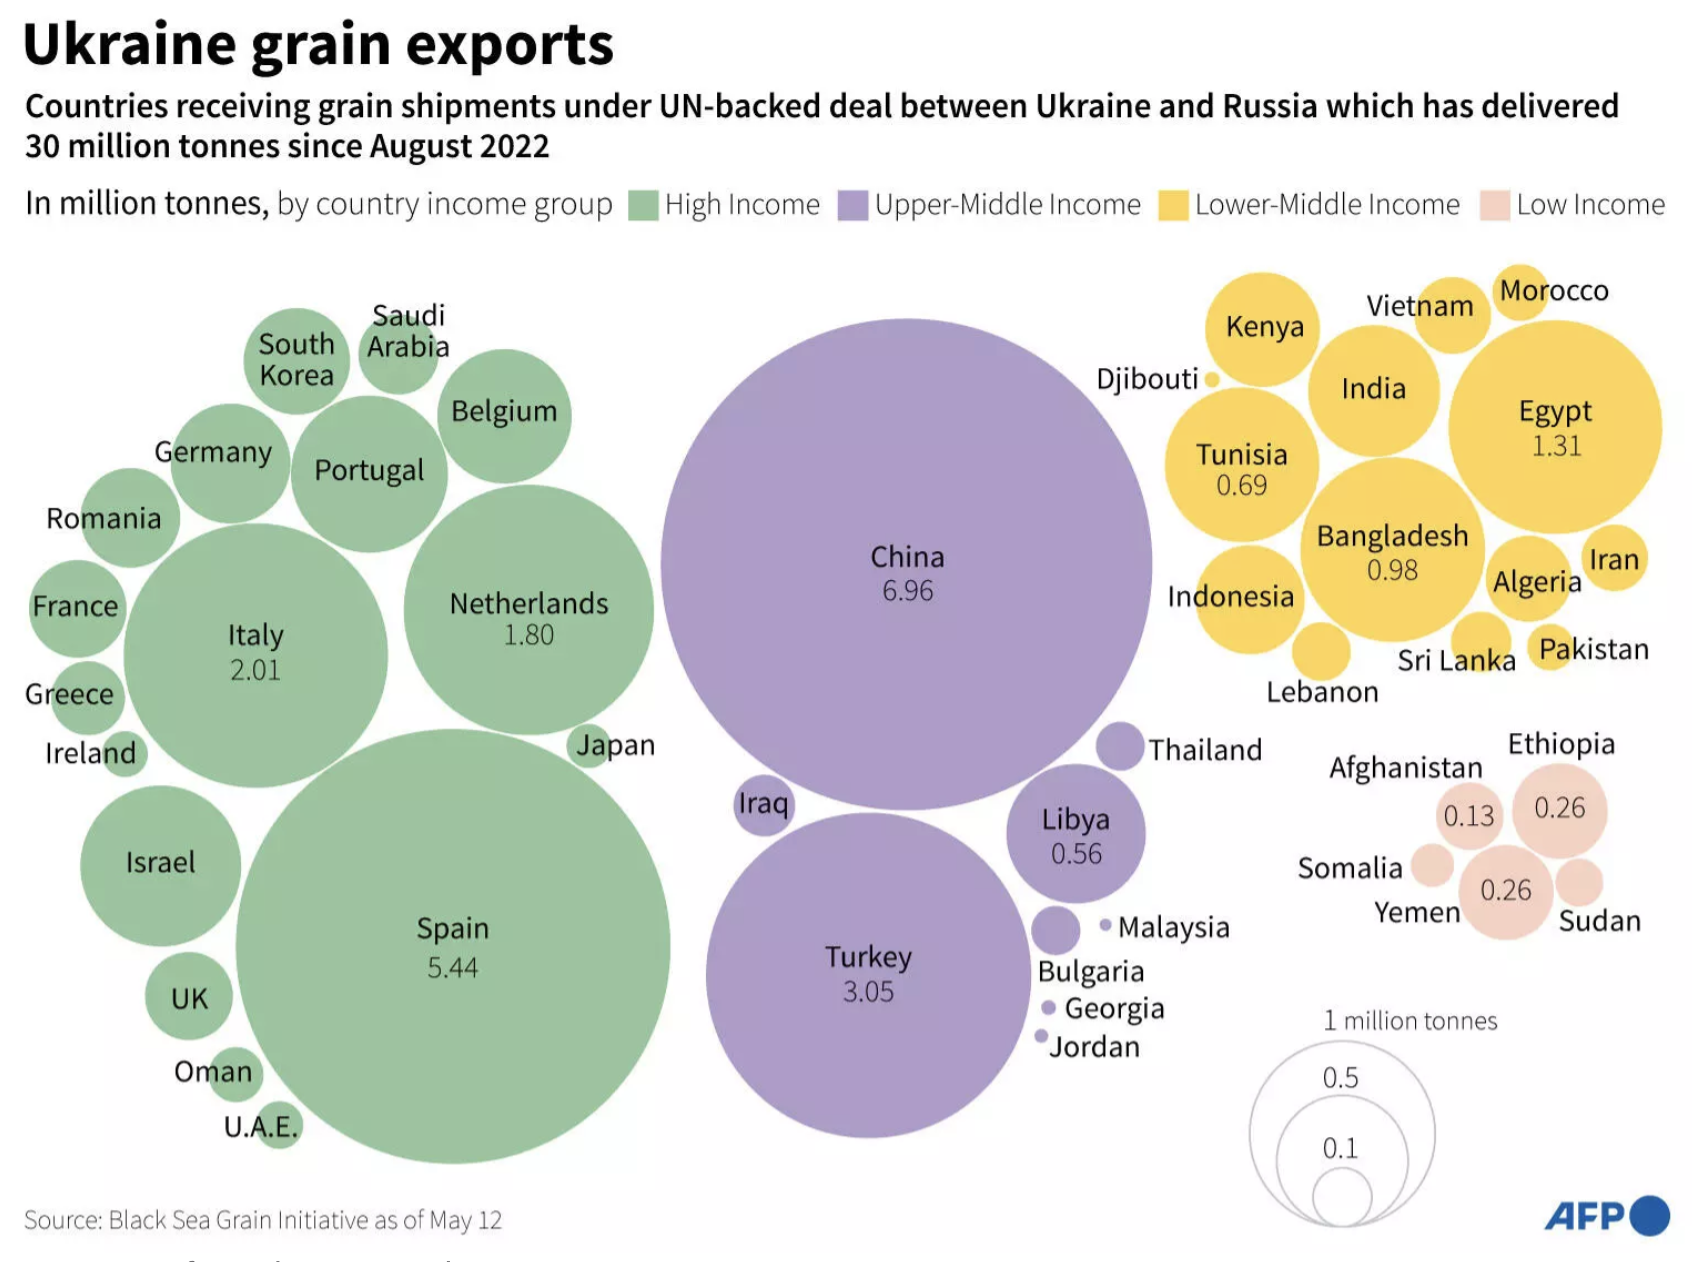 Ukraine grain exports
Countries receiving grain shipments under UN-backed deal between Ukraine and Russia which has delivered
30 million tonnes since August 2022
In million tonnes, by country income group High Income Upper-Middle Income Lower-Middle Income Low Income
South
Korea
Saudi
Arabia
Belgium
Germany
Portugal
Romania
France
Italy
2.01
Netherlands
1.80
Greece
Ireland
Japan
Israel
Spain
5.44
UK
Oman
U.A.E.
China
6.96
Thailand
Iraq
Libya
0.56
Turkey
3.05
Malaysia
Bulgaria
Georgia
Jordan
Kenya
Vietnam
Morocco
Djibouti
India
Egypt
1.31
Tunisia
0.69
Bangladesh
0.98
Iran
Algeria
Indonesia
Sri Lanka
Pakistan
Lebanon
Ethiopia
0.26
Afghanistan
0.13
Somalia
Yemen
0.26
Sudan
1 million tonnes
0.5
0.1
Source: Black Sea Grain Initiative as of May 12
AFP